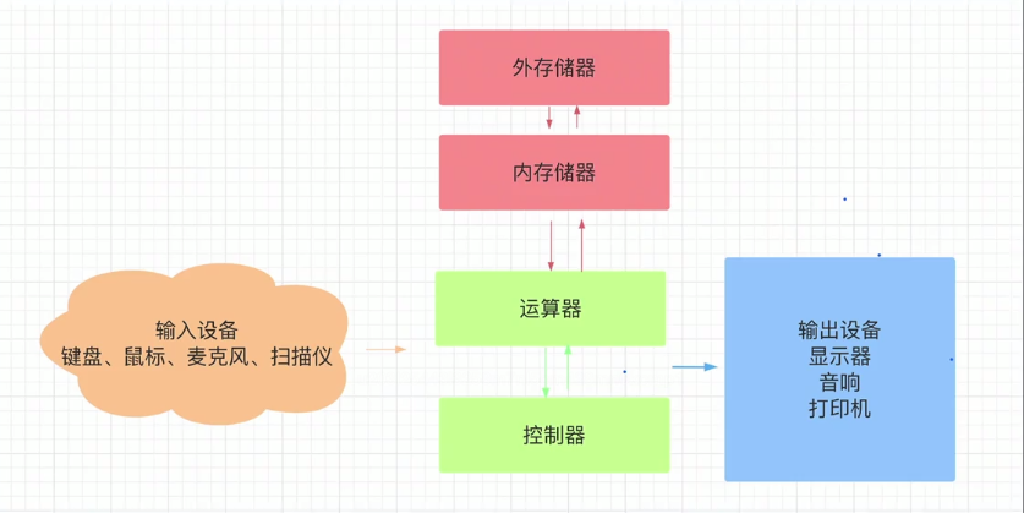 外存储器
内存储器
运算器
控制器
输入设备
键盘、鼠标、麦克风、扫描仪
输出设备
显示器
音响
打印机